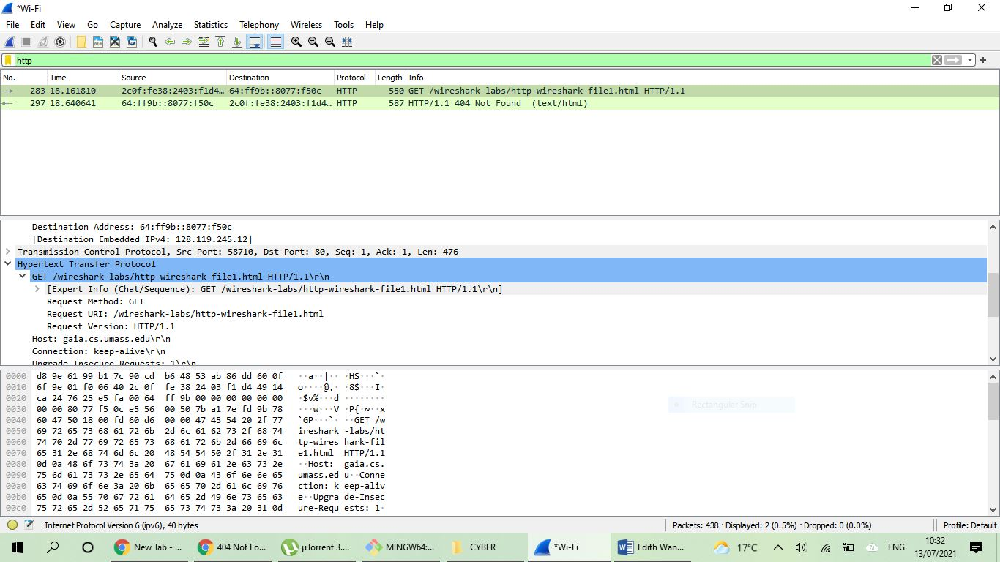 *Wi-Fi
File Edit View Go Capture Analyze Statistics Telephony Wireless Tools Help
http
No. Time Source Destination Protocol Length Info
283 18.161810 2c0f:fe38:2403:f1d4… 64:ff9b::8077:f50c HTTP 550 GET /wireshark-labs/http-wireshark-file1.html HTTP/1.1
297 18.640641 64:ff9b::8077:f50c 2c0f:fe38:2403:f1d4… HTTP 587 HTTP/1.1 404 Not Found (text/html)
Destination Address: 64:ff9b::8077:f50c
[Destination Embedded IPv4: 128.119.245.12]
Transmission Control Protocol, Src Port: 58710, Dst Port: 80, Seq: 1, Ack: 1, Len: 476
Hypertext Transfer Protocol
GET /wireshark-labs/http-wireshark-file1.html HTTP/1.1\r\n
[Expert Info (Chat/Sequence): GET /wireshark-labs/http-wireshark-file1.html HTTP/1.1\r\n]
Request Method: GET
Request URI: /wireshark-labs/http-wireshark-file1.html
Request Version: HTTP/1.1
Host: gaia.cs.umass.edu\r\n
Connection: keep-alive\r\n
Upgrade-Insecure-Requests: 1\r\n
0000 d8 9e 61 99 b1 7c 90 cd b6 48 53 ab 86 dd 60 0f ··a··|·· ·HS···`·
0010 6f 9e 01 f0 06 40 2c 0f fe 38 24 03 f1 d4 49 14 o····@,· ·8$···I·
0020 ca 24 76 25 e5 fa 00 64 ff 9b 00 00 00 00 00 00 ·$v%···d ········
0030 00 00 80 77 f5 0c e5 56 00 50 7b a1 7e fd 9b 78 ···w···V ·P{·~··x
0040 60 47 50 18 00 fd 60 d6 00 00 47 45 54 20 2f 77 `GP···`· ··GET /w
0050 69 72 65 73 68 61 72 6b 2d 6c 61 62 73 2f 68 74 ireshark -labs/ht
0060 74 70 2d 77 69 72 65 73 68 61 72 6b 2d 66 69 6c tp-wires hark-fil
0070 65 31 2e 68 74 6d 6c 20 48 54 54 50 2f 31 2e 31 e1.html HTTP/1.1
0080 0d 0a 48 6f 73 74 3a 20 67 61 69 61 2e 63 73 2e ··Host: gaia.cs.
0090 75 6d 61 73 73 2e 65 64 75 0d 0a 43 6f 6e 6e 65 umass.ed u··Conne
00a0 63 74 69 6f 6e 3a 20 6b 65 65 70 2d 61 6c 69 76 ction: k eep-aliv
00b0 65 0d 0a 55 70 67 72 61 64 65 2d 49 6e 73 65 63 e··Upgra de-Insec
00c0 75 72 65 2d 52 65 71 75 65 73 74 73 3a 20 31 0d ure-Requ ests: 1·
Rectangular Snip
Internet Protocol Version 6 (ipv6), 40 bytes Packets: 438 · Displayed: 2 (0.5%) · Dropped: 0 (0.0%) Profile: Default
New Tab - ... 404 Not Fo... µTorrent 3.... MINGW64:... CYBER *Wi-Fi Edith Wan... 17°C ENG 10:32
13/07/2021